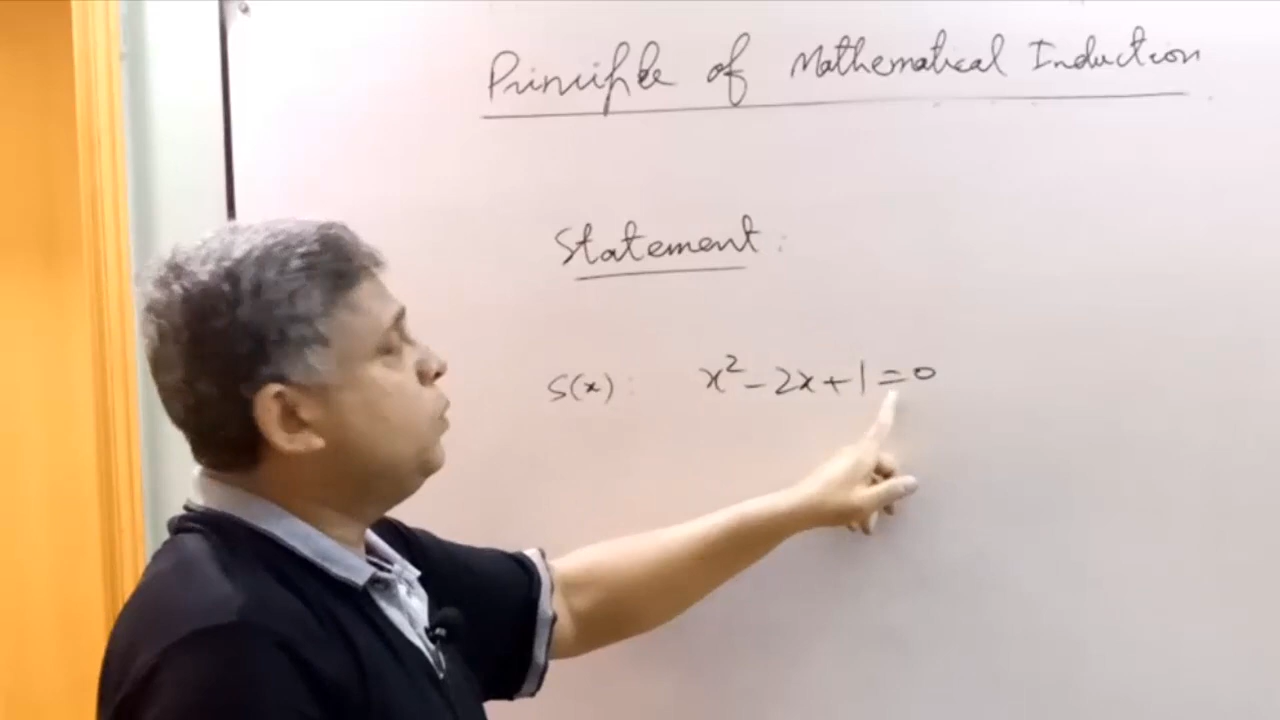 Principle of Mathematical Induction
Statement:
S(x): x² - 2x + 1 = 0